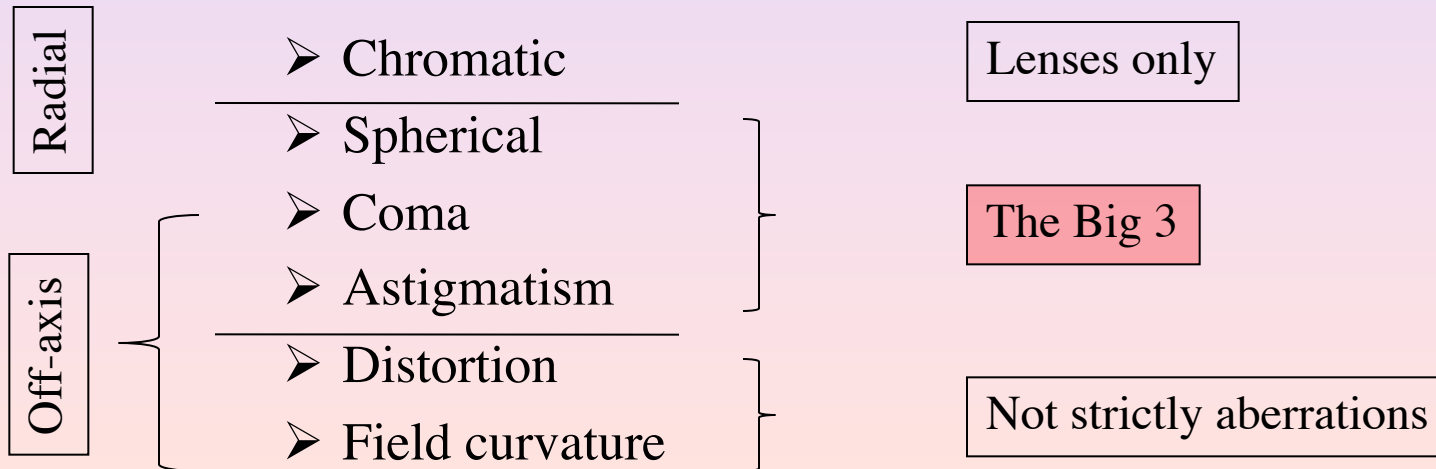 Radial
Chromatic
Lenses only
Spherical
Coma
The Big 3
Astigmatism
Off-axis
Distortion
Not strictly aberrations
Field curvature